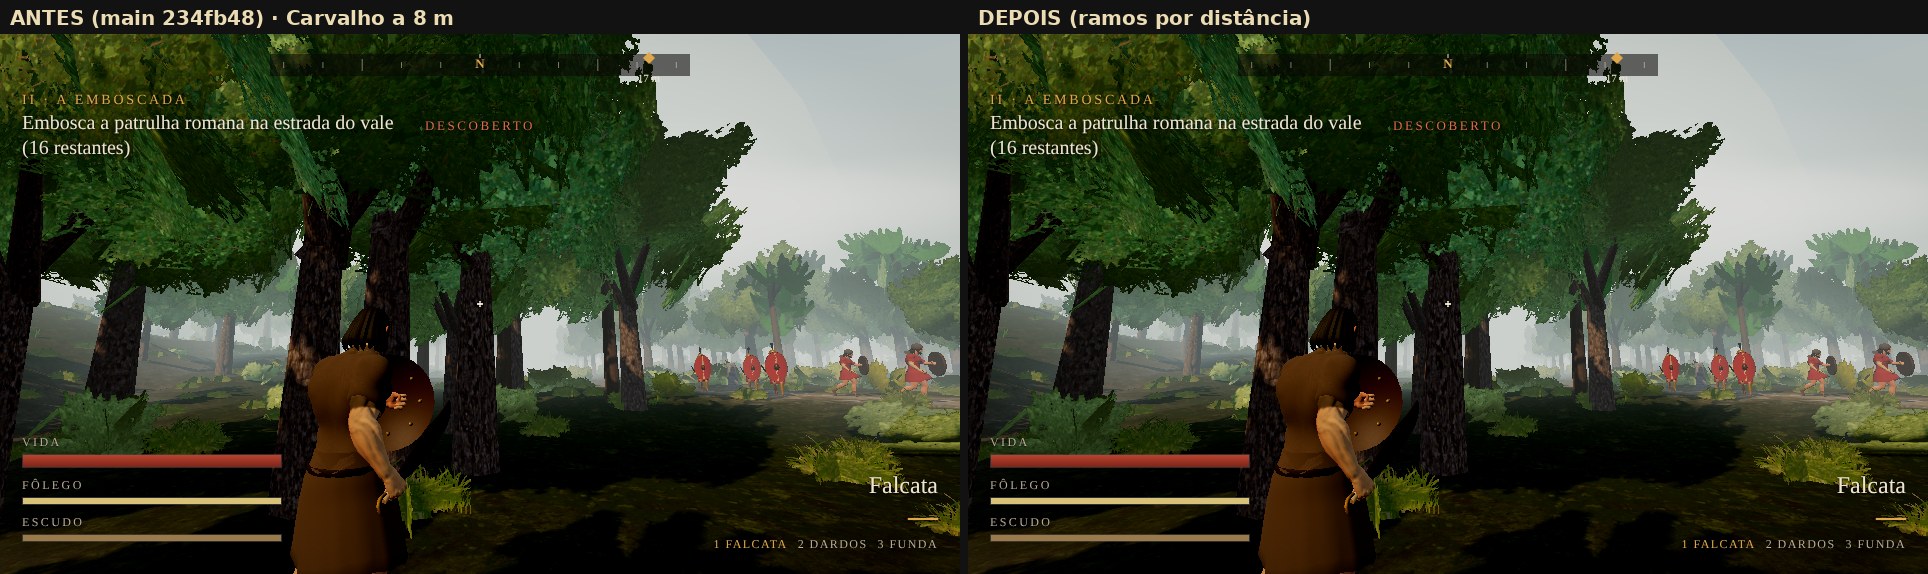 ANTES (main 234fb48) · Carvalho a 8 m
N
II · A EMBOSCADA
Embosca a patrulha romana na estrada do vale
(16 restantes)
DESCOBERTO
VIDA
FÔLEGO
ESCUDO
Falcata
1 FALCATA 2 DARDOS 3 FUNDA
DEPOIS (ramos por distância)
N
II · A EMBOSCADA
Embosca a patrulha romana na estrada do vale
(16 restantes)
DESCOBERTO
VIDA
FÔLEGO
ESCUDO
Falcata
1 FALCATA 2 DARDOS 3 FUNDA